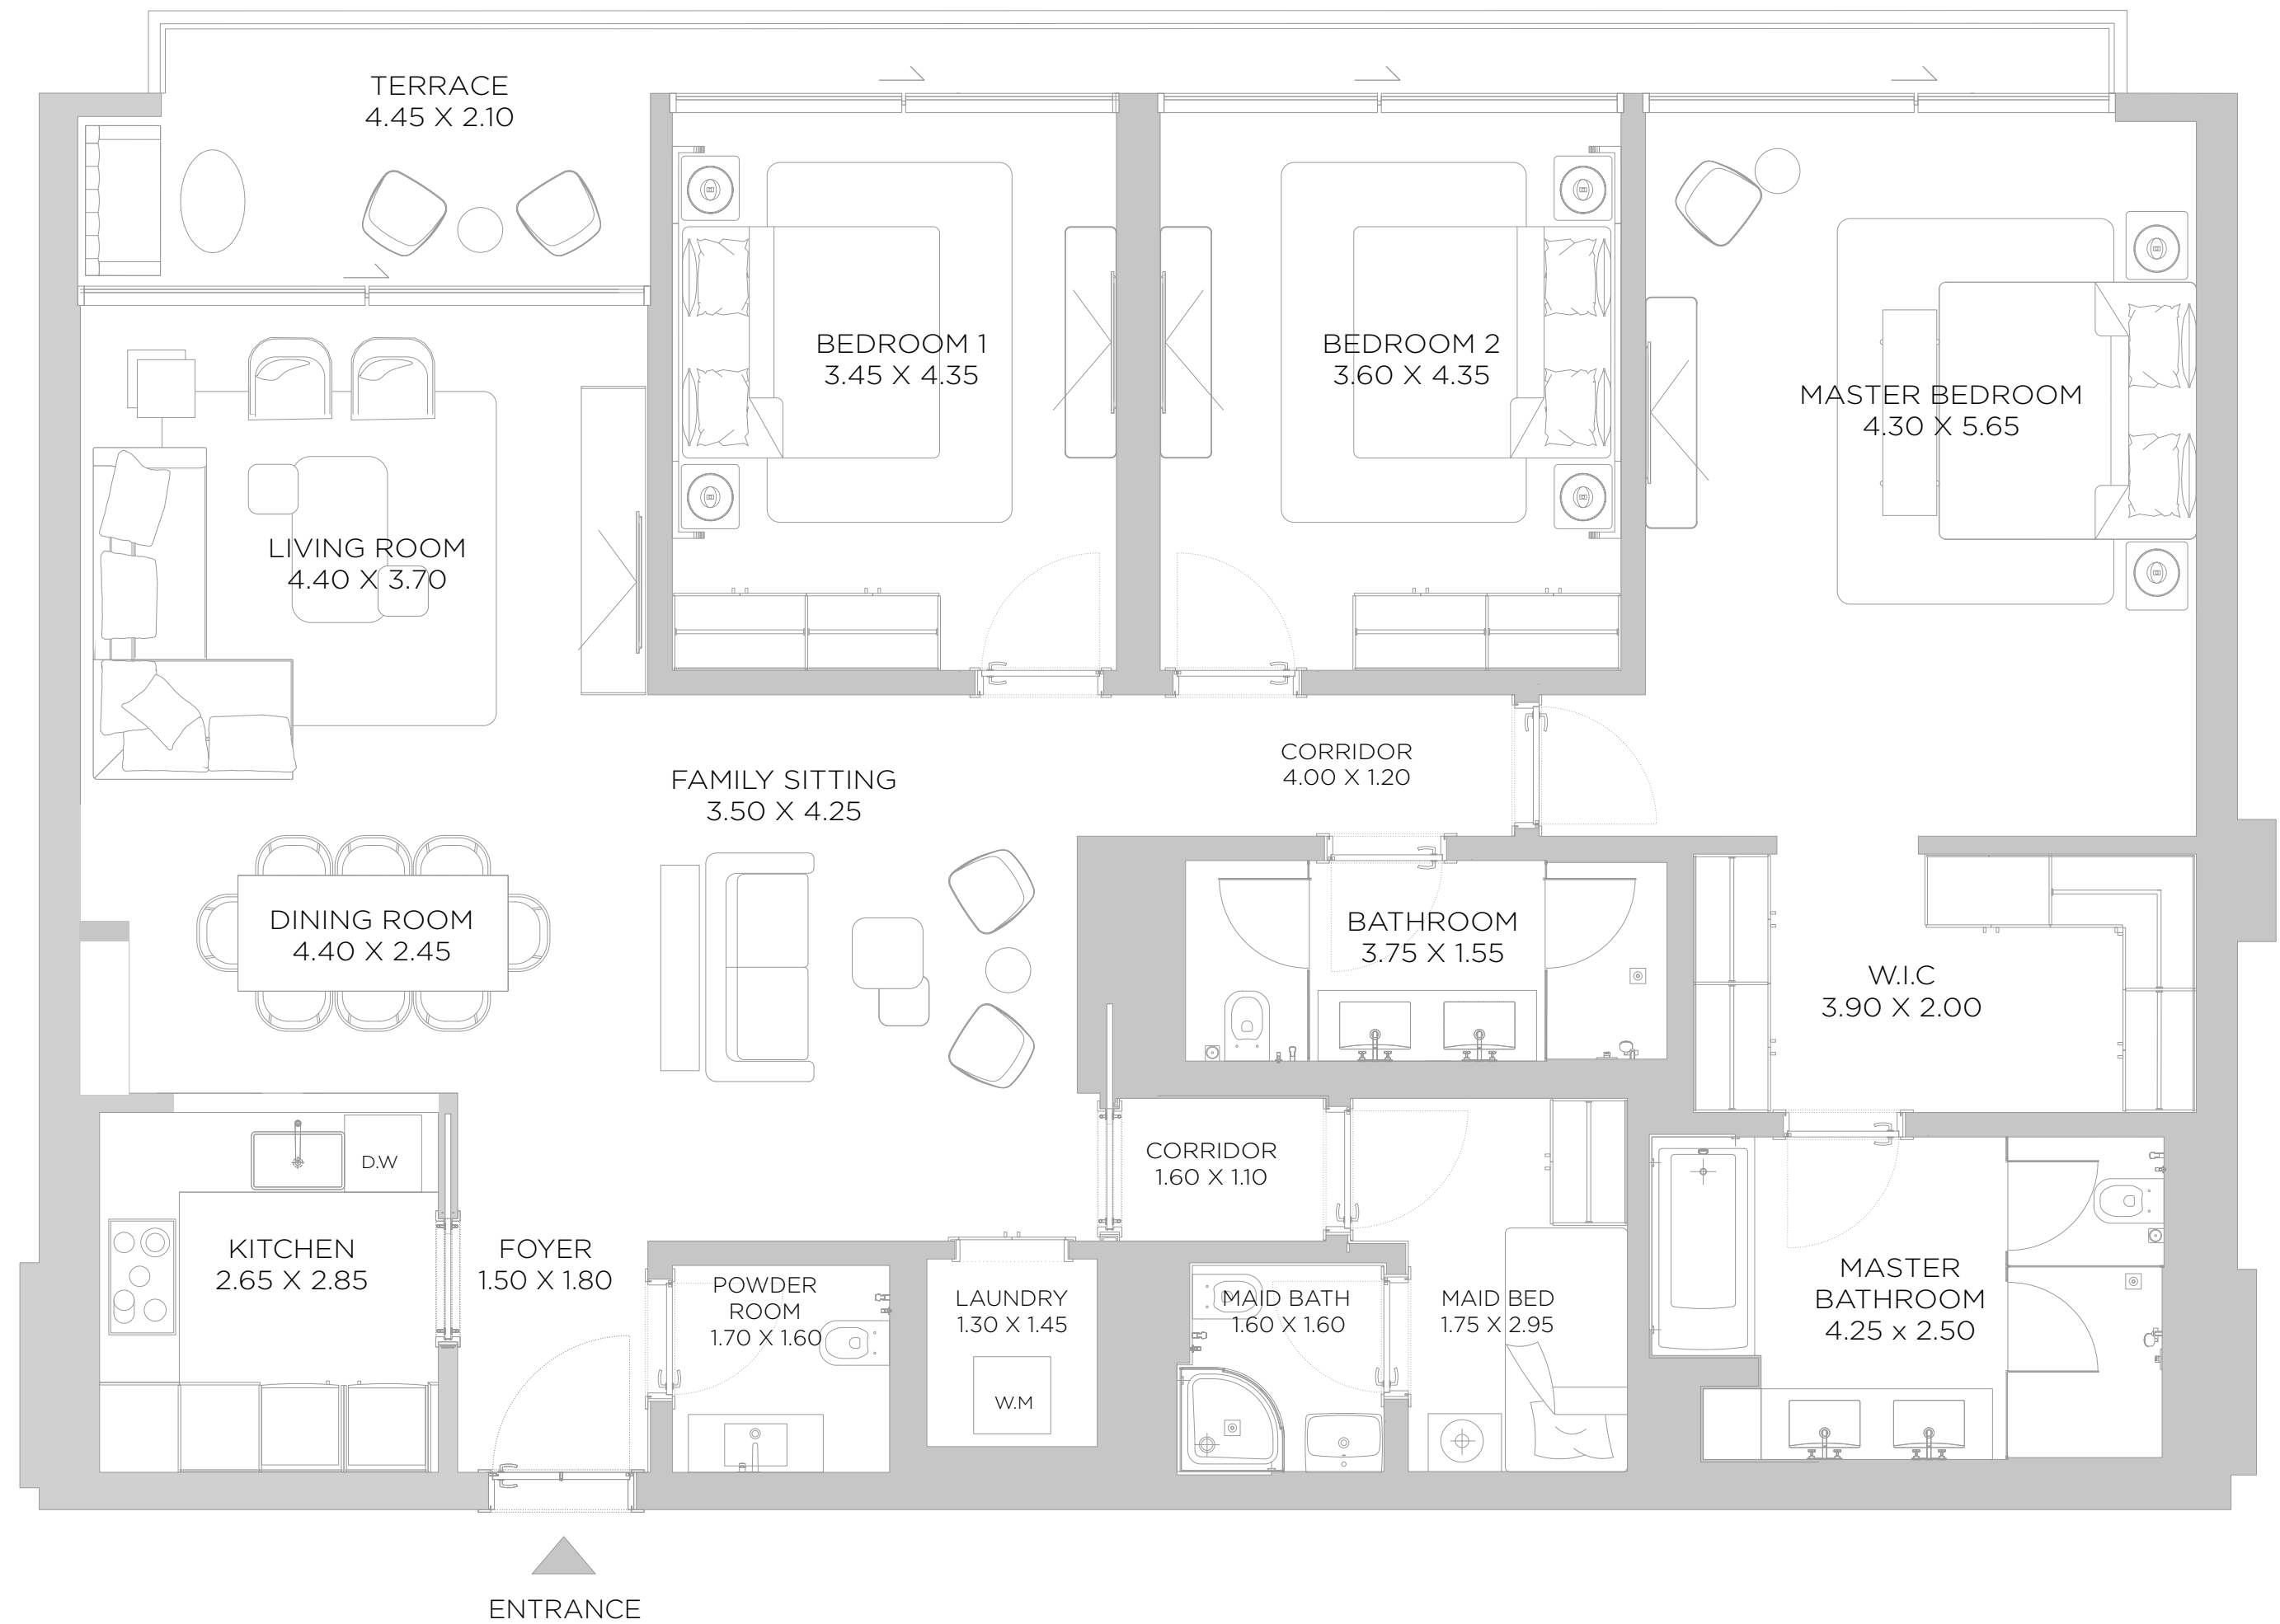 TERRACE
4.45 X 2.10
BEDROOM 1
3.45 X 4.35
BEDROOM 2
3.60 X 4.35
MASTER BEDROOM
4.30 X 5.65
LIVING ROOM
4.40 X 3.70
CORRIDOR
4.00 X 1.20
FAMILY SITTING
3.50 X 4.25
DINING ROOM
4.40 X 2.45
BATHROOM
3.75 X 1.55
W.I.C
3.90 X 2.00
D.W
CORRIDOR
1.60 X 1.10
KITCHEN
2.65 X 2.85
FOYER
1.50 X 1.80
POWDER
ROOM
1.70 X 1.60
LAUNDRY
1.30 X 1.45
W.M
MAID BATH
1.60 X 1.60
MAID BED
1.75 X 2.95
MASTER
BATHROOM
4.25 x 2.50
ENTRANCE